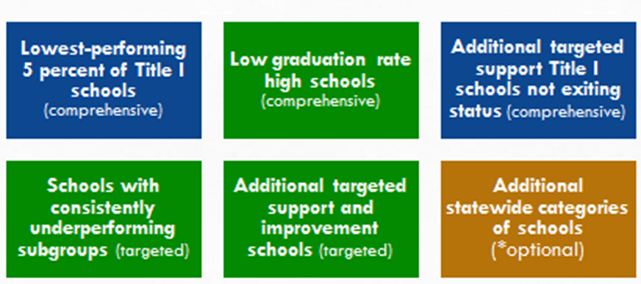 Lowest-performing
5 percent of Title I
schools
(comprehensive)
Low graduation rate
high schools
(comprehensive)
Additional targeted
support Title I
schools not exiting
status (comprehensive)
Schools with
consistently
underperforming
subgroups (targeted)
Additional targeted
support and
improvement
schools (targeted)
Additional
statewide categories
of schools
(*optional)